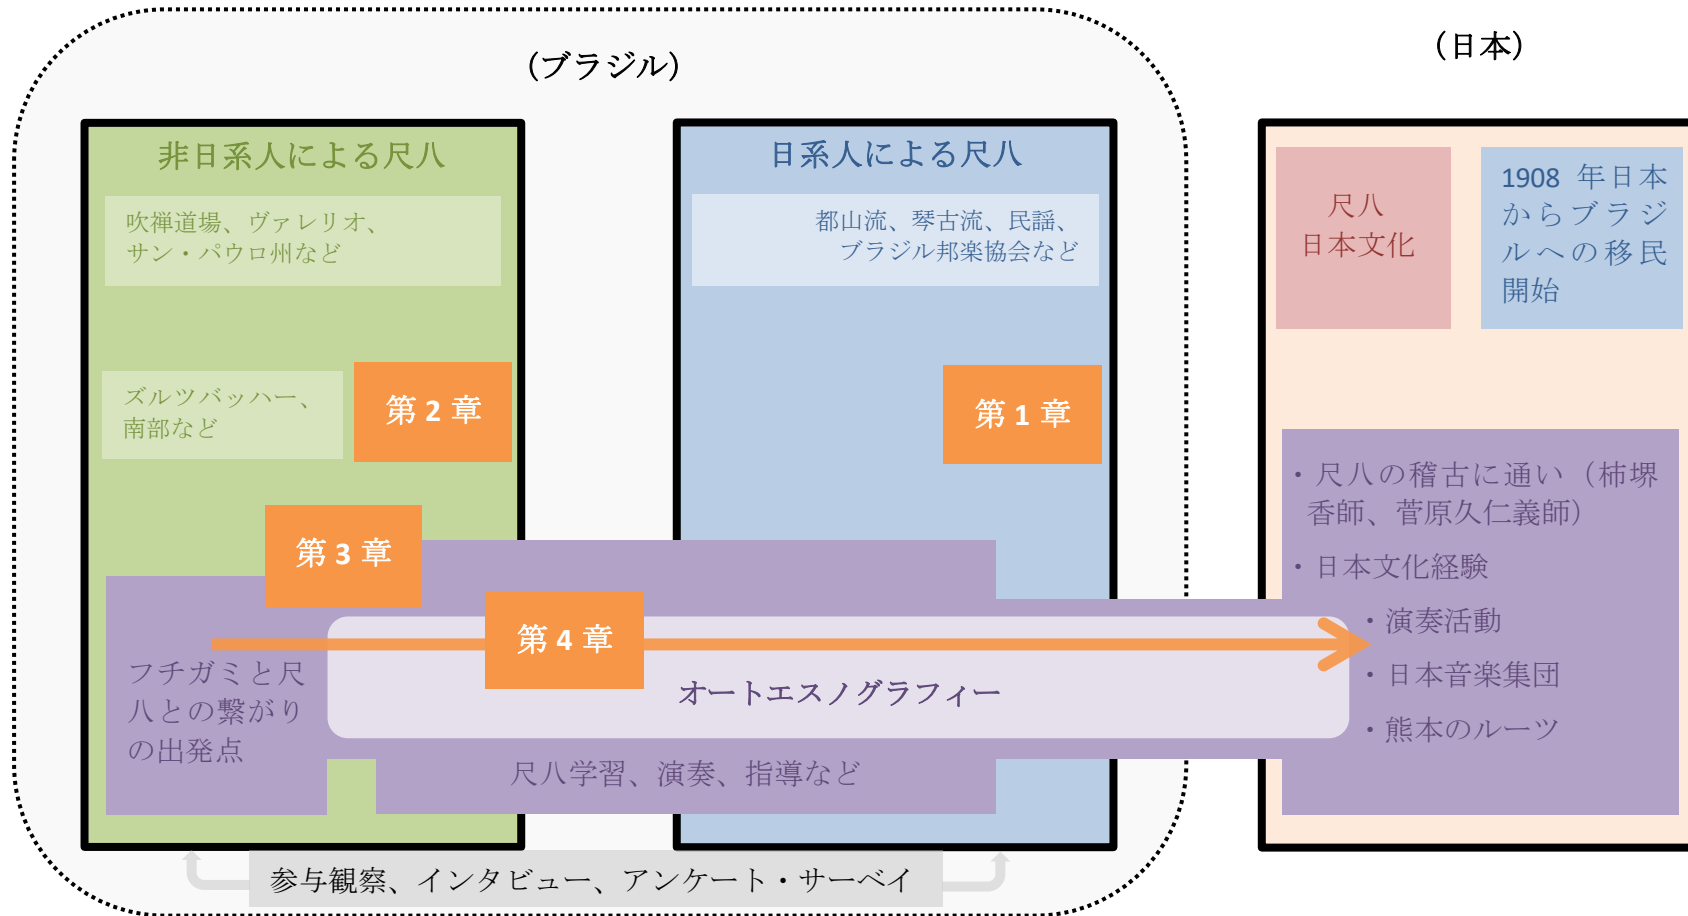 （ブラジル）
（日本）
非日系人による尺八
吹禅道場、ヴァレリオ、
サン・パウロ州など
ズルツバッハー、
南部など
第 2 章
日系人による尺八
都山流、琴古流、民謡、
ブラジル邦楽協会など
第 1 章
尺八
日本文化
1908 年日本
からブラジ
ルへの移民
開始
第 3 章
第 4 章
フチガミと尺
八との繋がり
の出発点
オートエスノグラフィー
尺八学習、演奏、指導など
・尺八の稽古に通い（柿堺
香師、菅原久仁義師）
・日本文化経験
・演奏活動
・日本音楽集団
・熊本のルーツ
参与観察、インタビュー、アンケート・サーベイ